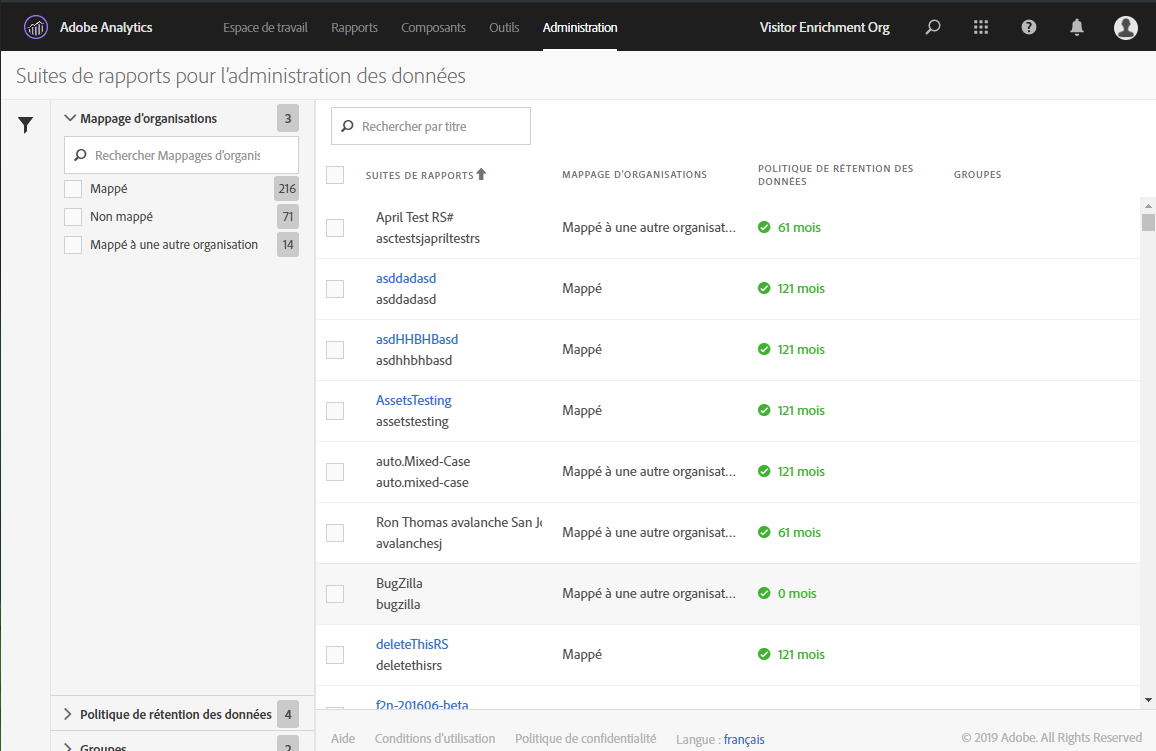 Adobe Analytics
Espace de travail Rapports Composants Outils Administration
Visitor Enrichment Org
Suites de rapports pour l'administration des données
Mappage d'organisations 3
Rechercher Mappages d'organis
Mappé 216
Non mappé 71
Mappé à une autre organisation 14
Politique de rétention des données 4
Groupes 2
Rechercher par titre
SUITES DE RAPPORTS MAPPAGE D'ORGANISATIONS POLITIQUE DE RÉTENTION DES DONNÉES GROUPES
April Test RS#
asctestsjapriltestrs
Mappé à une autre organisat... 61 mois
asddadasd
asddadasd
Mappé 121 mois
asdHHBHBasd
asdhhbhbasd
Mappé 121 mois
AssetsTesting
assetstesting
Mappé 121 mois
auto.Mixed-Case
auto.mixed-case
Mappé à une autre organisat... 121 mois
Ron Thomas avalanche San Jo
avalanchesj
Mappé à une autre organisat... 61 mois
BugZilla
bugzilla
Mappé à une autre organisat... 0 mois
deleteThisRS
deletethisrs
Mappé 121 mois
f2n-201606-beta
Aide Conditions d'utilisation Politique de confidentialité Langue : français
© 2019 Adobe. All Rights Reserved